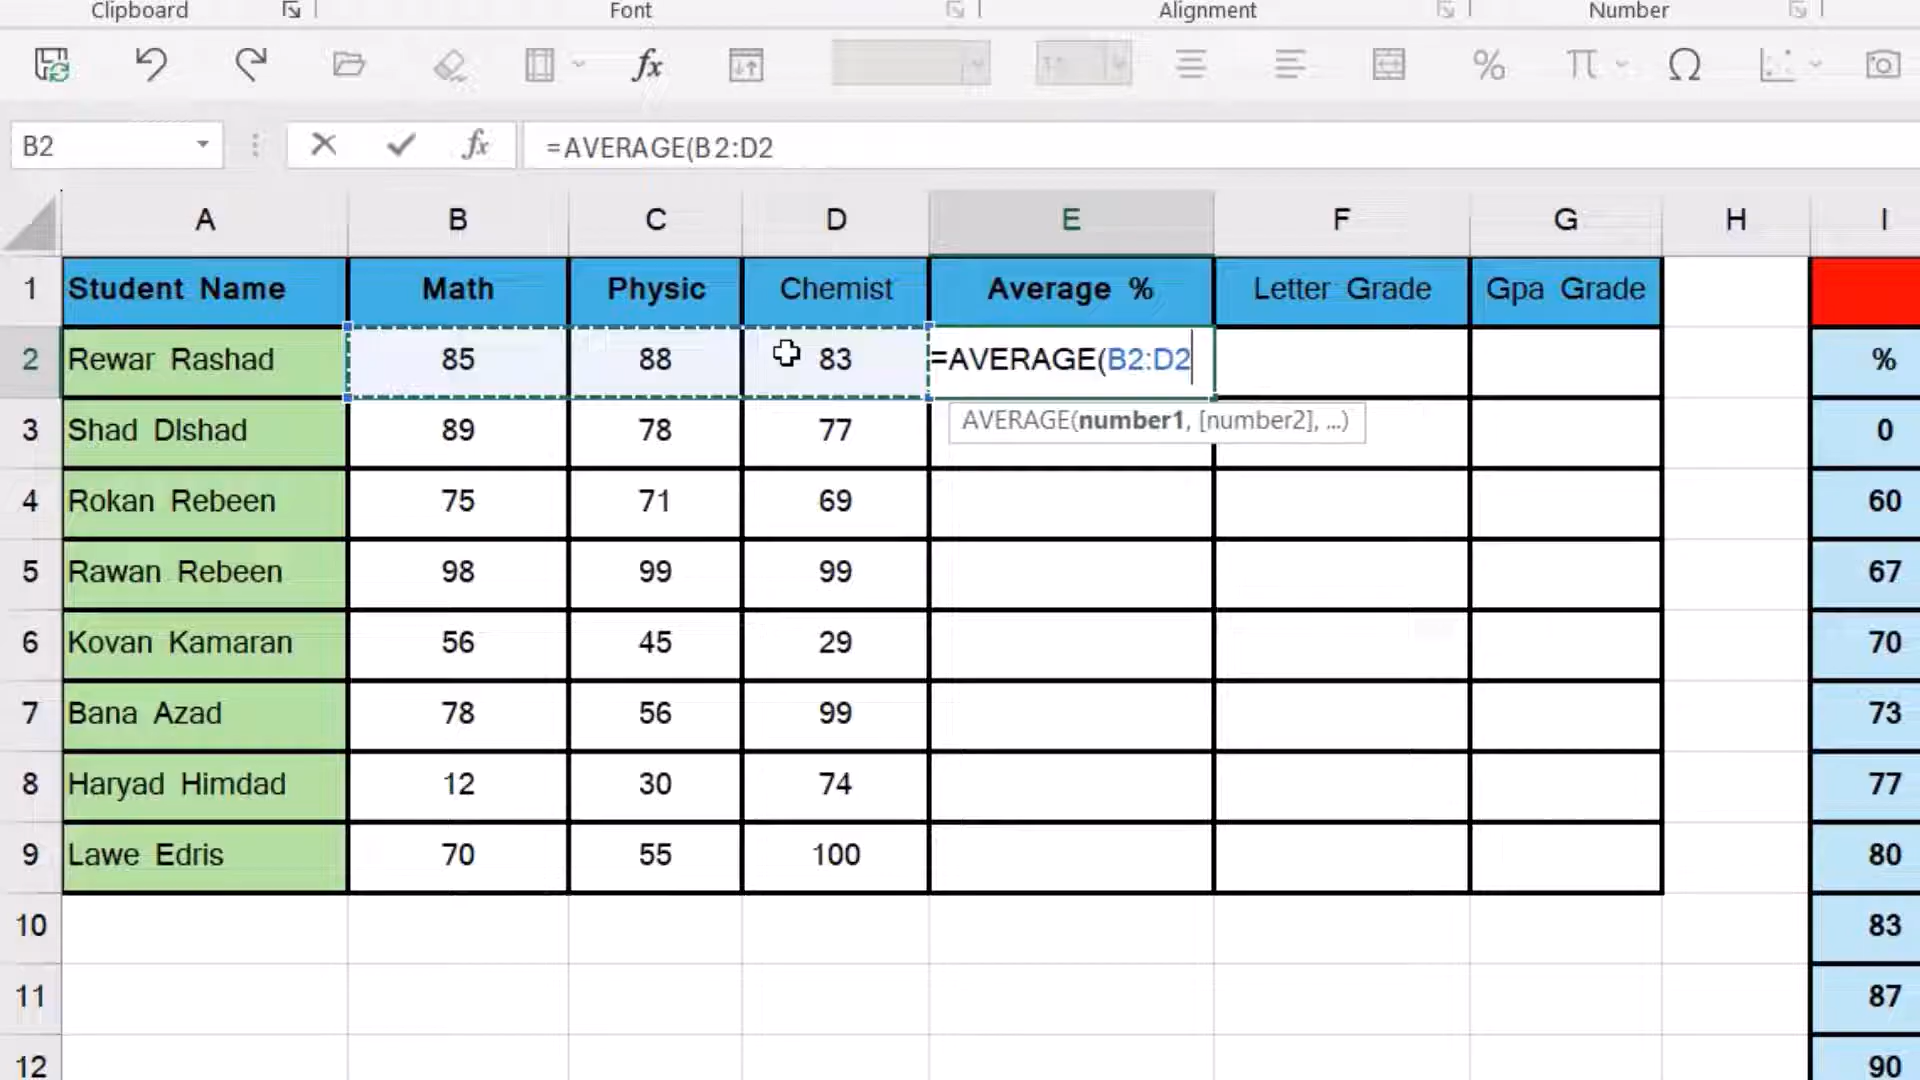 Clipboard Font Alignment Number
B2 =AVERAGE(B2:D2
A B C D E F G H I
1 Student Name Math Physic Chemist Average % Letter Grade Gpa Grade
2 Rewar Rashad 85 88 83 =AVERAGE(B2:D2 %
AVERAGE(number1, [number2], ...)
3 Shad Dlshad 89 78 77 0
4 Rokan Rebeen 75 71 69 60
5 Rawan Rebeen 98 99 99 67
6 Kovan Kamaran 56 45 29 70
7 Bana Azad 78 56 99 73
8 Haryad Himdad 12 30 74 77
9 Lawe Edris 70 55 100 80
10 83
11 87
12 90